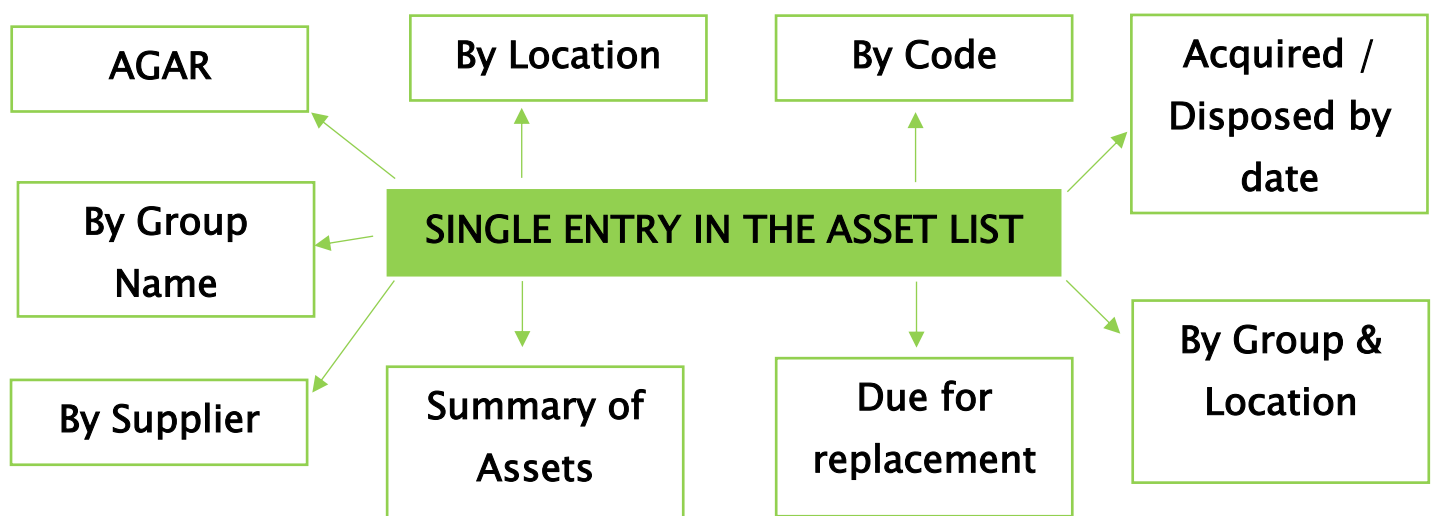 AGAR
By Location
By Code
Acquired /
Disposed by
date
By Group
Name
SINGLE ENTRY IN THE ASSET LIST
By Supplier
Summary of
Assets
Due for
replacement
By Group &
Location